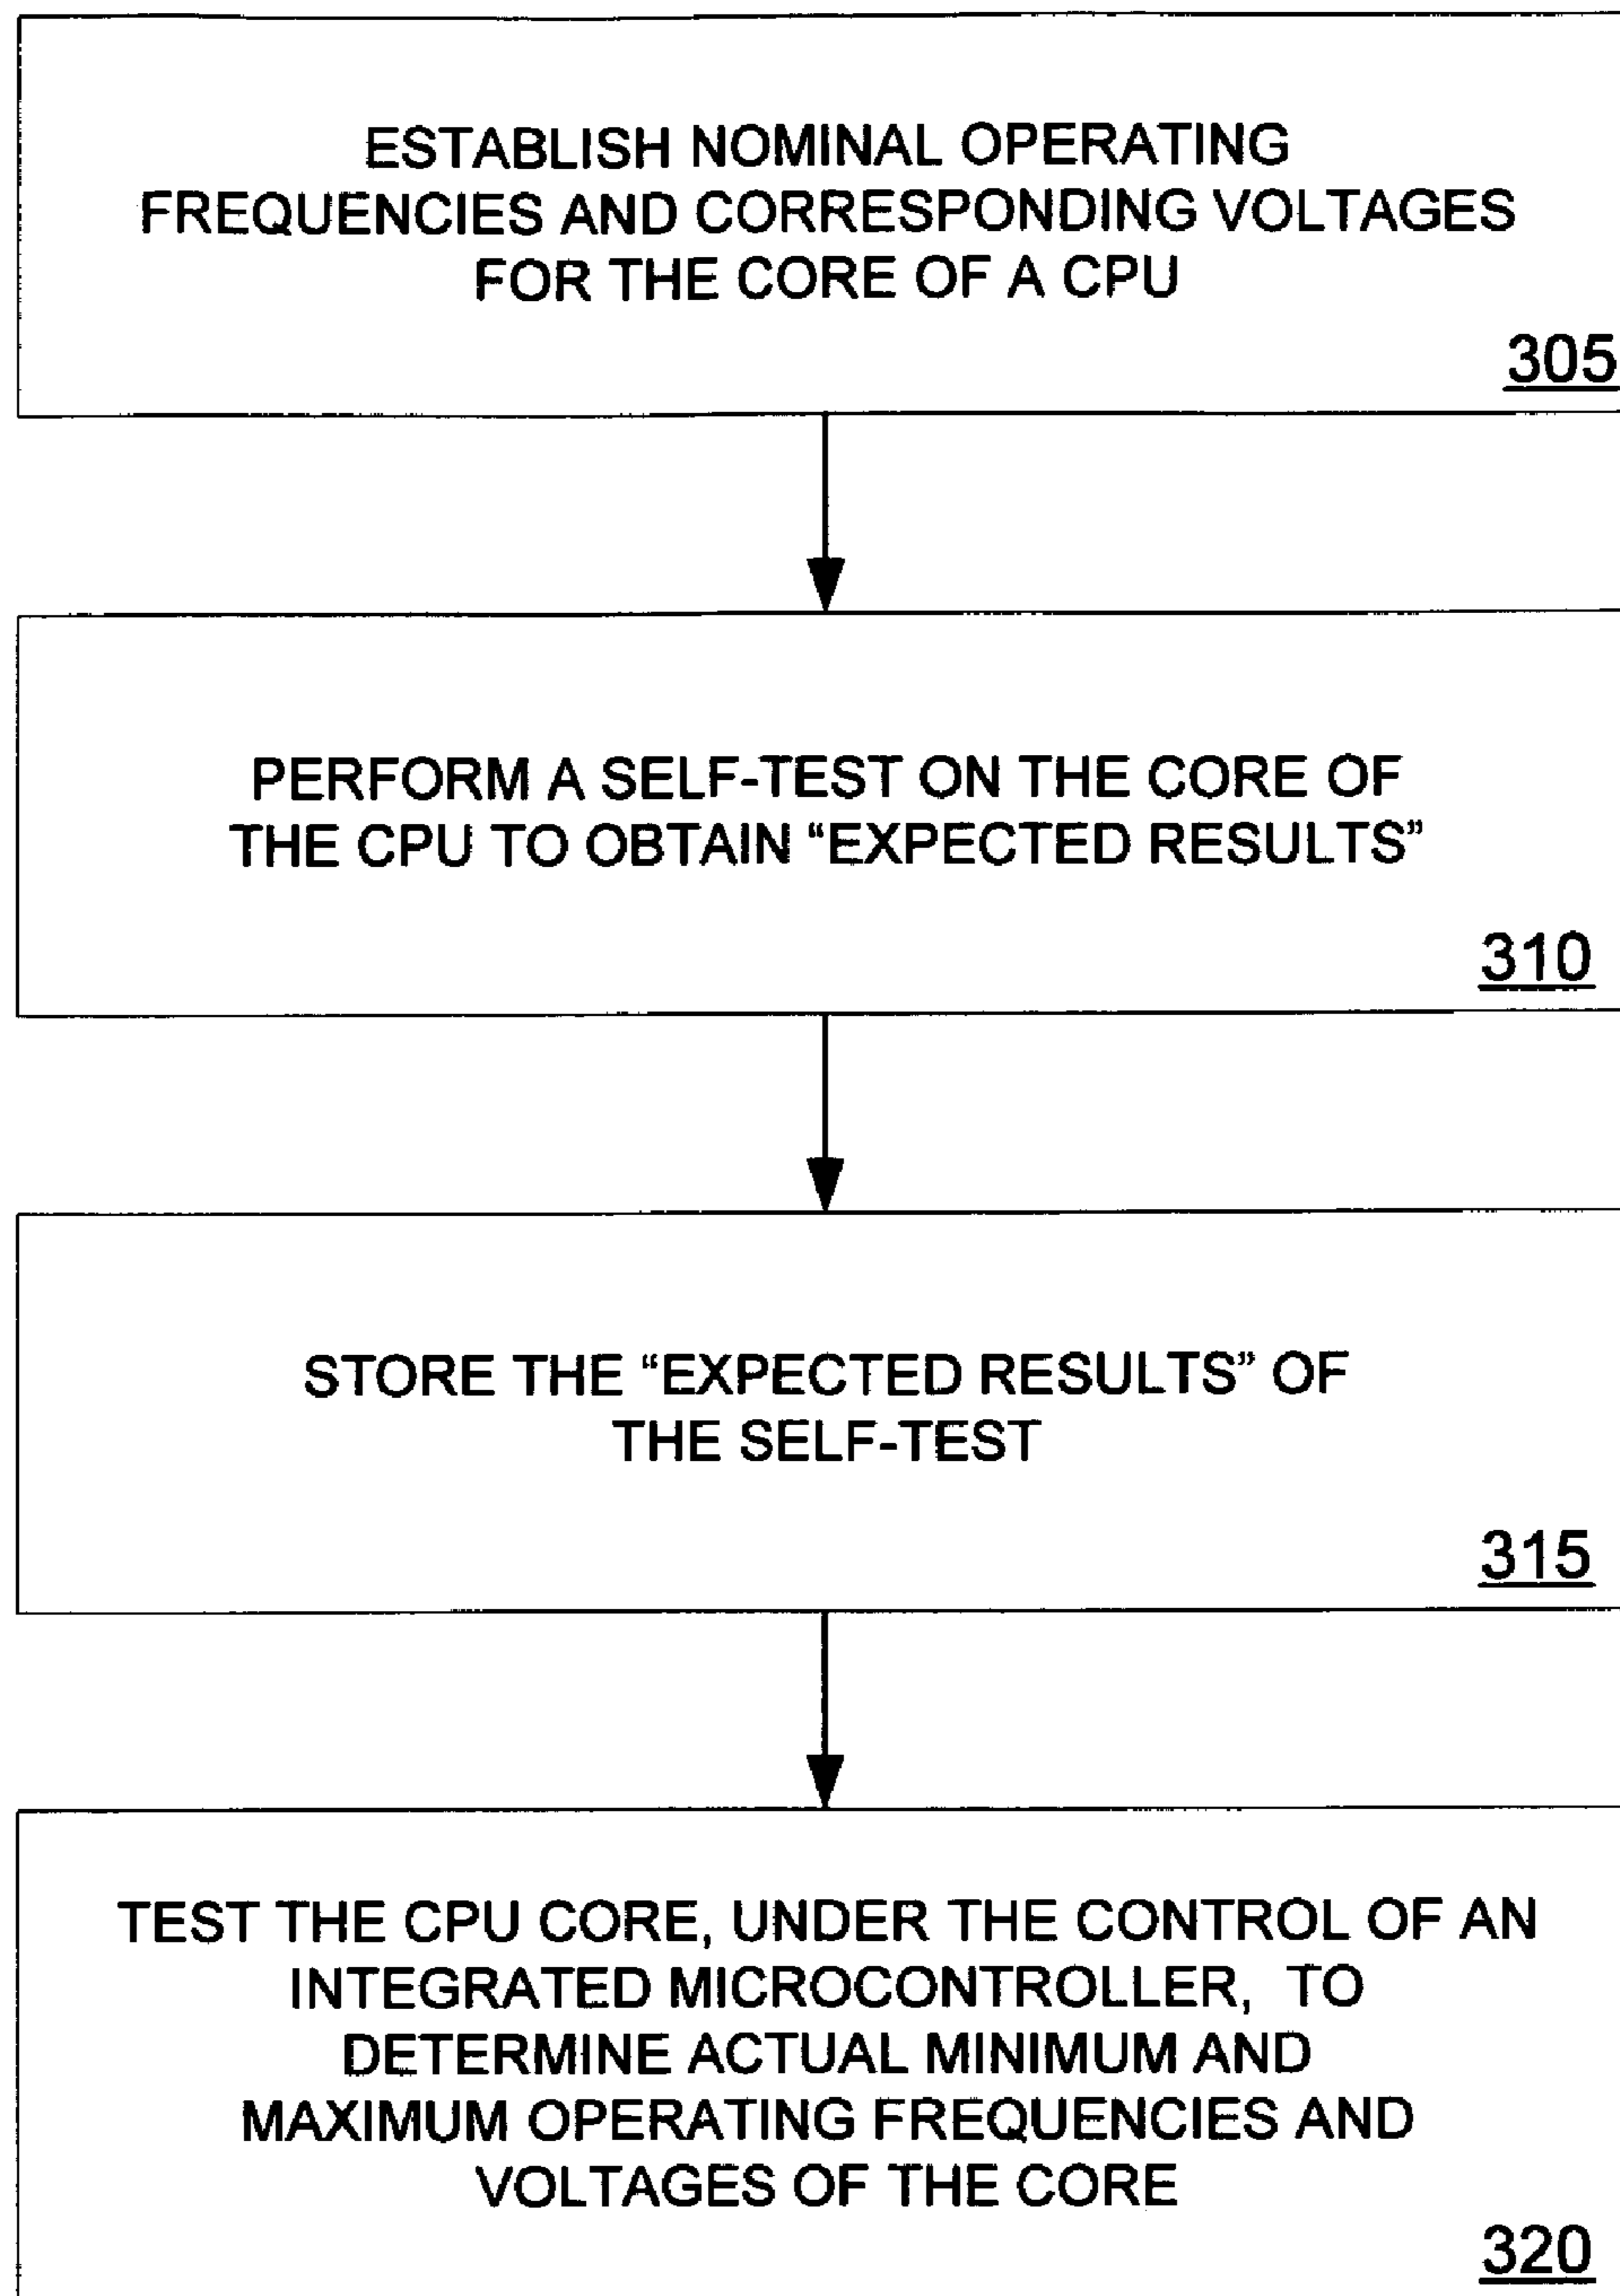 ESTABLISH NOMINAL OPERATING
FREQUENCIES AND CORRESPONDING VOLTAGES
FOR THE CORE OF A CPU
305
PERFORM A SELF-TEST ON THE CORE OF
THE CPU TO OBTAIN “EXPECTED RESULTS”
310
STORE THE “EXPECTED RESULTS” OF
THE SELF-TEST
315
TEST THE CPU CORE, UNDER THE CONTROL OF AN
INTEGRATED MICROCONTROLLER, TO
DETERMINE ACTUAL MINIMUM AND
MAXIMUM OPERATING FREQUENCIES AND
VOLTAGES OF THE CORE
320